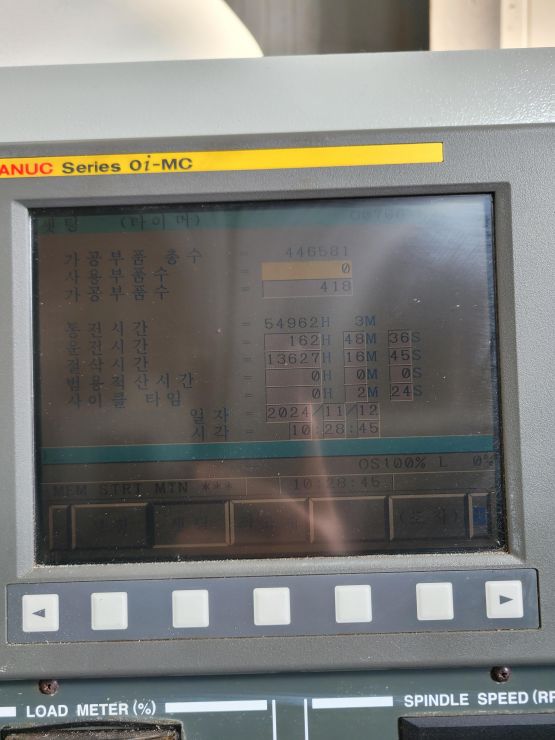 ANUC Series 0i-MC
셋팅 (타이머)
가공부품 총수 = 446581
사용부품수 = 0
가공부품수 = 418
통전시간 = 54962H 3M
운전시간 = 162H 48M 36S
절삭시간 = 13627H 16M 45S
범용적산시간 = 0H 0M 0S
사이클 타임 = 0H 2M 24S
일자 = 2024/11/12
시각 = 10:28:45
OS100% L 0%
MEM STRT MTN *** 10:28:45
LOAD METER (%)
SPINDLE SPEED (RP